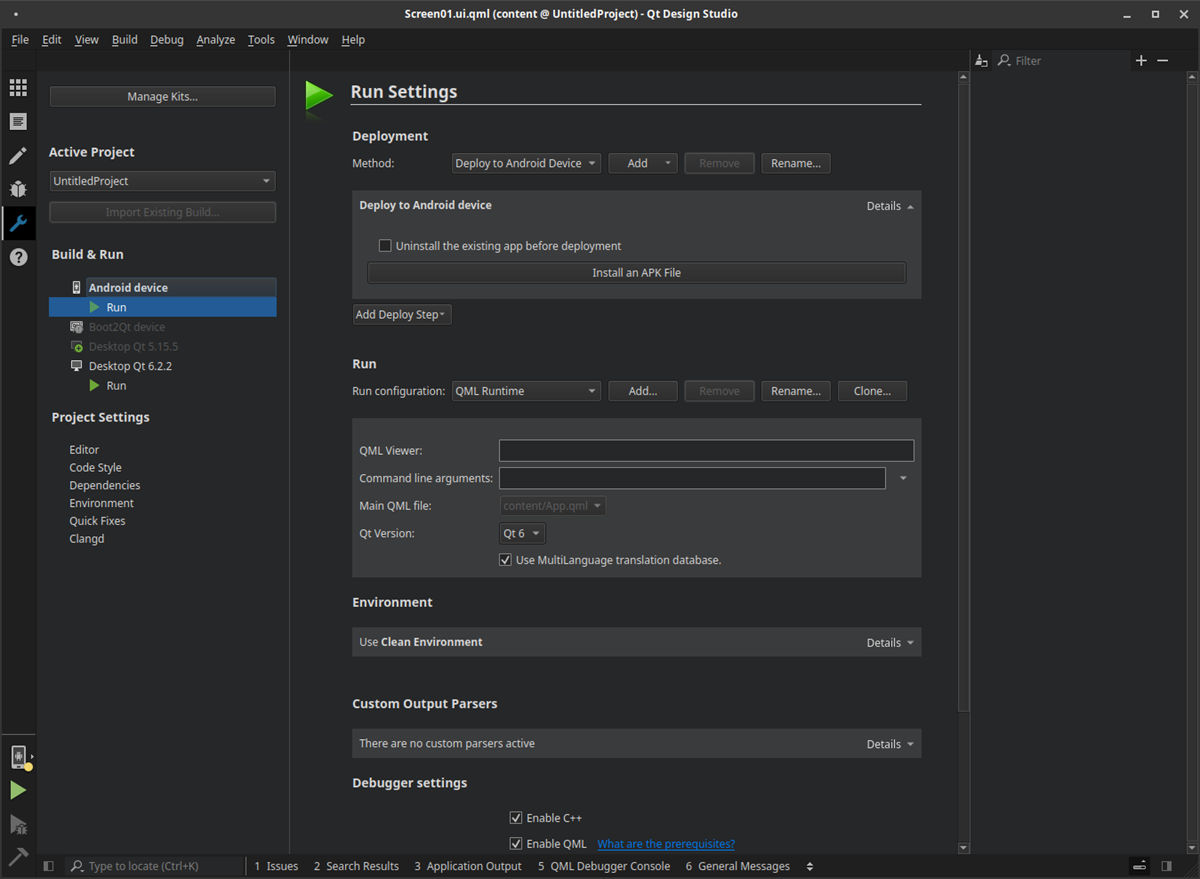 Screen01.ui.qml (content @ UntitledProject) - Qt Design Studio
File Edit View Build Debug Analyze Tools Window Help
Filter
Manage Kits...
Active Project
UntitledProject
Import Existing Build...
Build & Run
Android device
Run
Boot2Qt device
Desktop Qt 5.15.5
Desktop Qt 6.2.2
Run
Project Settings
Editor
Code Style
Dependencies
Environment
Quick Fixes
Clangd
Run Settings
Deployment
Method: Deploy to Android Device Add Remove Rename...
Deploy to Android device Details
Uninstall the existing app before deployment
Install an APK File
Add Deploy Step
Run
Run configuration: QML Runtime Add... Remove Rename... Clone...
QML Viewer:
Command line arguments:
Main QML file: content/App.qml
Qt Version: Qt 6
Use MultiLanguage translation database.
Environment
Use Clean Environment Details
Custom Output Parsers
There are no custom parsers active Details
Debugger settings
Enable C++
Enable QML What are the prerequisites?
Type to locate (Ctrl+K) 1 Issues 2 Search Results 3 Application Output 5 QML Debugger Console 6 General Messages